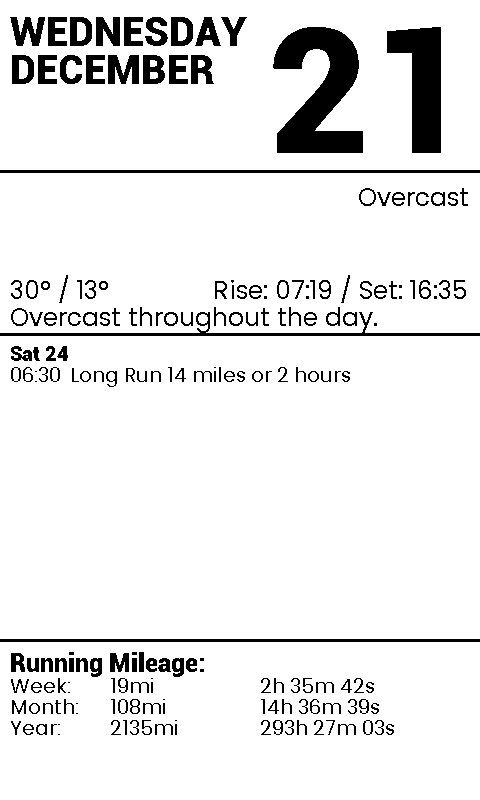 WEDNESDAY
DECEMBER
21
Overcast
30° / 13° Rise: 07:19 / Set: 16:35
Overcast throughout the day.
Sat 24
06:30 Long Run 14 miles or 2 hours
Running Mileage:
Week: 19mi 2h 35m 42s
Month: 108mi 14h 36m 39s
Year: 2135mi 293h 27m 03s